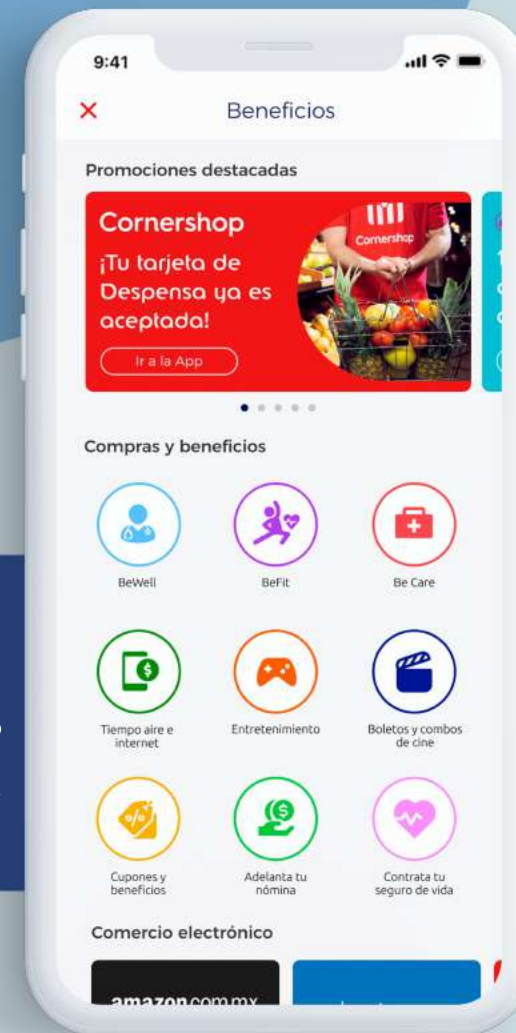 9:41
Beneficios
Promociones destacadas
Cornershop
¡Tu tarjeta de
Despensa ya es
aceptada!
Ir a la App
Cornershop
Compras y beneficios
BeWell
BeFit
Be Care
Tiempo aire e
internet
Entretenimiento
Boletos y combos
de cine
Cupones y
beneficios
Adelanta tu
nómina
Contrata tu
seguro de vida
Comercio electrónico
amazon.com.mx